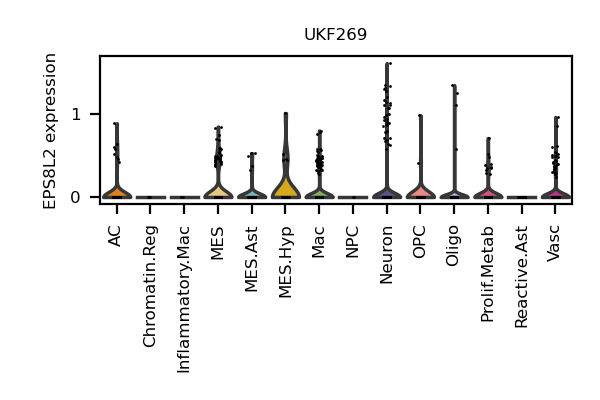 UKF269
EPS8L2 expression
1
0
AC
Chromatin.Reg
Inflammatory.Mac
MES
MES.Ast
MES.Hyp
Mac
NPC
Neuron
OPC
Oligo
Prolif.Metab
Reactive.Ast
Vasc